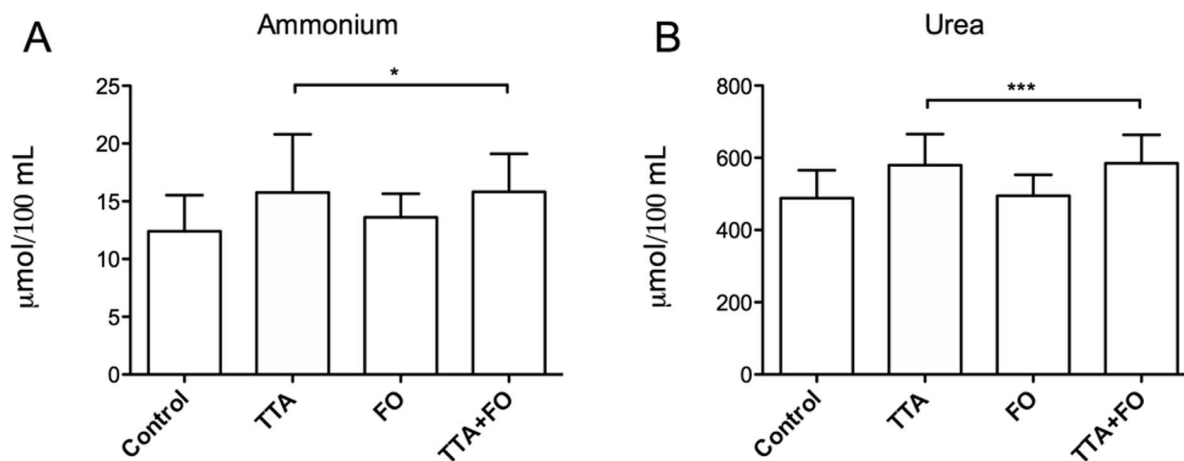 A
Ammonium
μmol/100 mL
25
20
15
10
5
0
*
Control
TTA
FO
TTA+FO
B
Urea
μmol/100 mL
800
600
400
200
0
***
Control
TTA
FO
TTA+FO